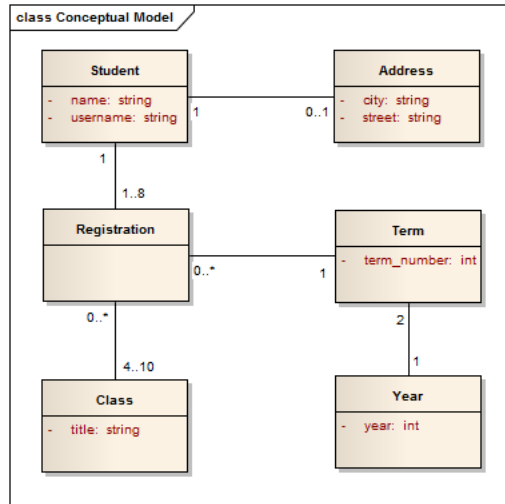 class Conceptual Model
Student
- name: string
- username: string
Address
- city: string
- street: string
1
0..1
1
1..8
Registration
Term
- term_number: int
0..*
1
0..*
4..10
2
1
Class
- title: string
Year
- year: int